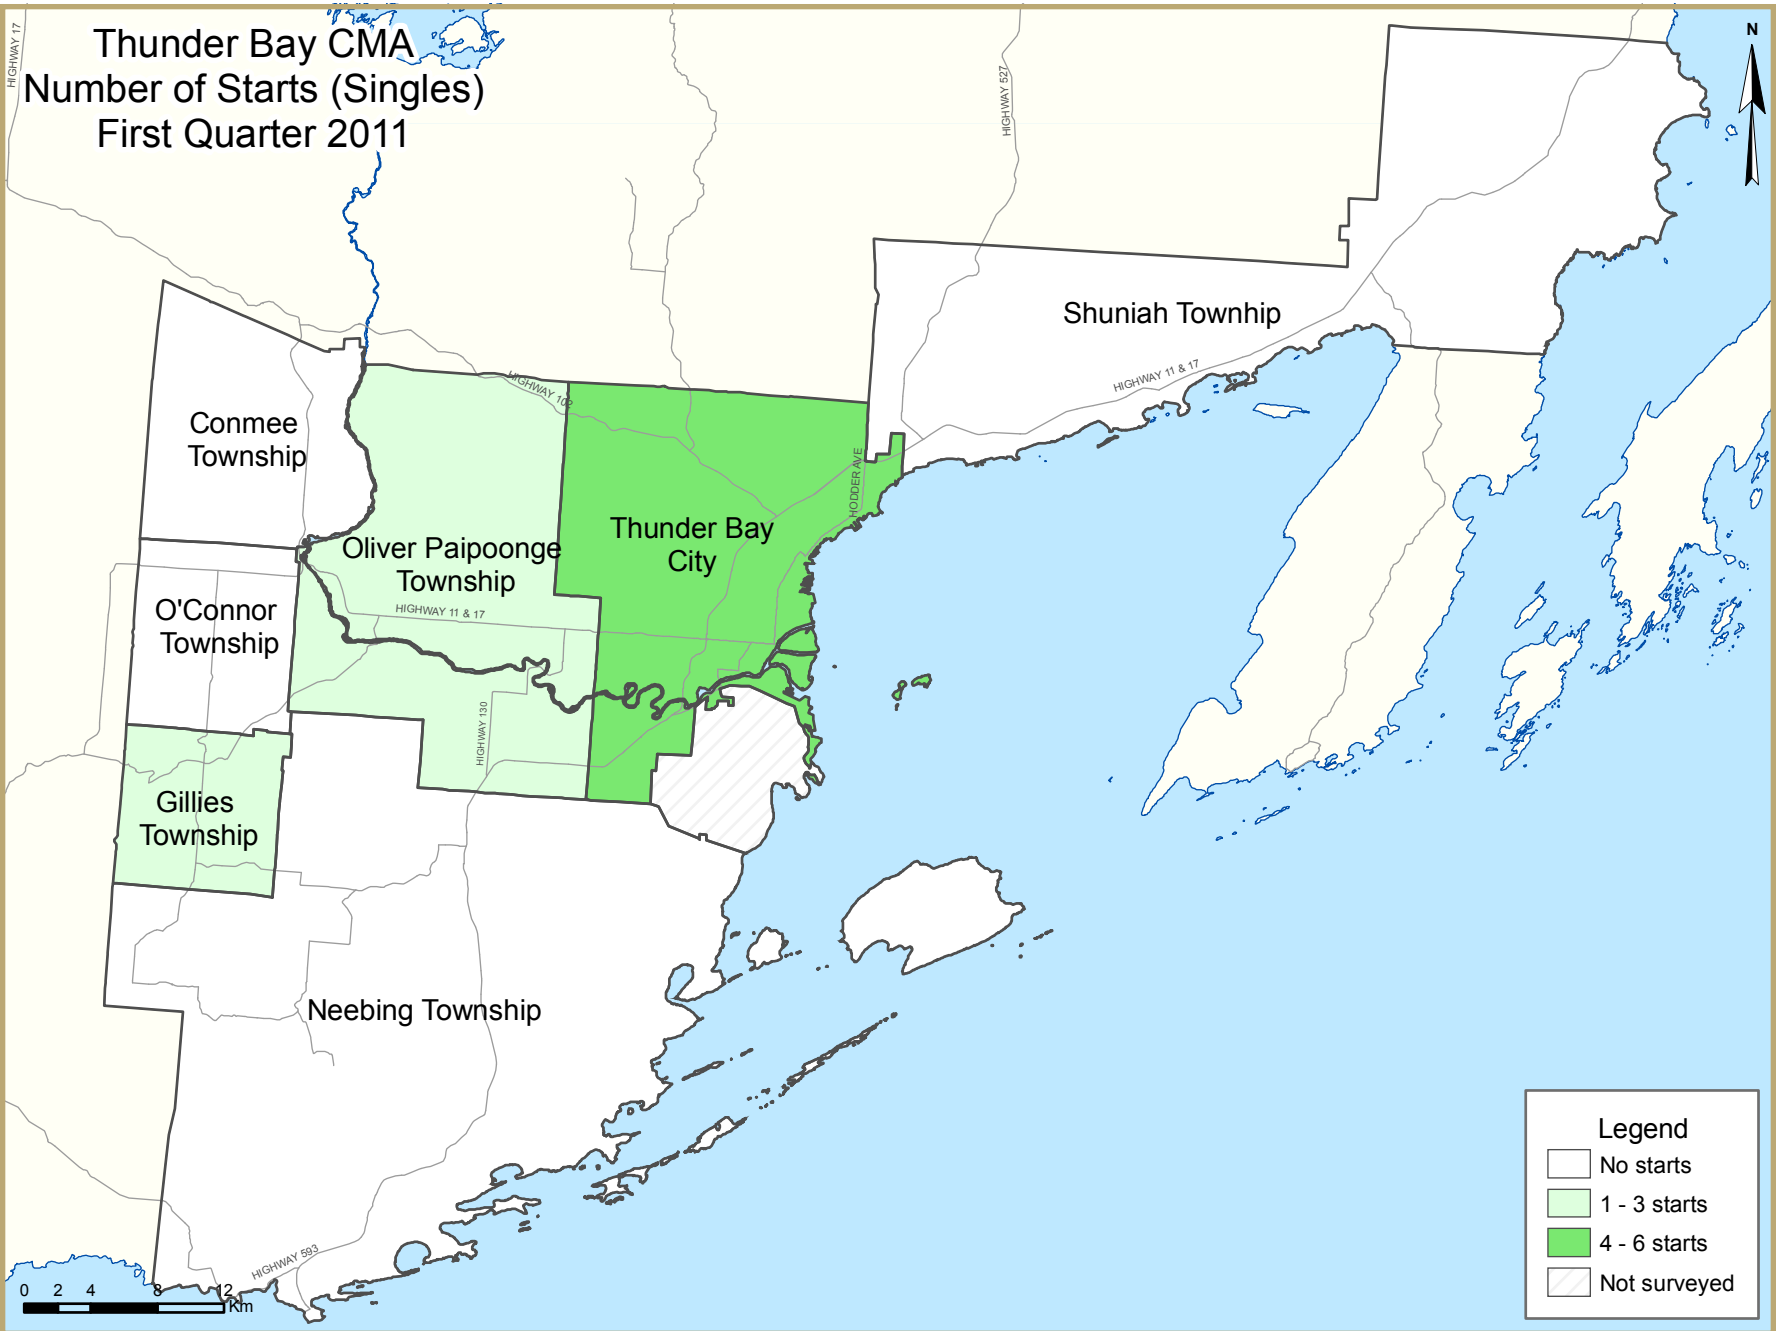 Thunder Bay CMA
Number of Starts (Singles)
First Quarter 2011
HIGHWAY 17
HIGHWAY 527
N
Shuniah Townhip
HIGHWAY 11 & 17
HIGHWAY 102
Conmee
Township
HODDER AVE
Thunder Bay
City
Oliver Paipoonge
Township
HIGHWAY 11 & 17
O'Connor
Township
HIGHWAY 130
Gillies
Township
Neebing Township
HIGHWAY 593
0 2 4 8 12
Km
Legend
No starts
1 - 3 starts
4 - 6 starts
Not surveyed